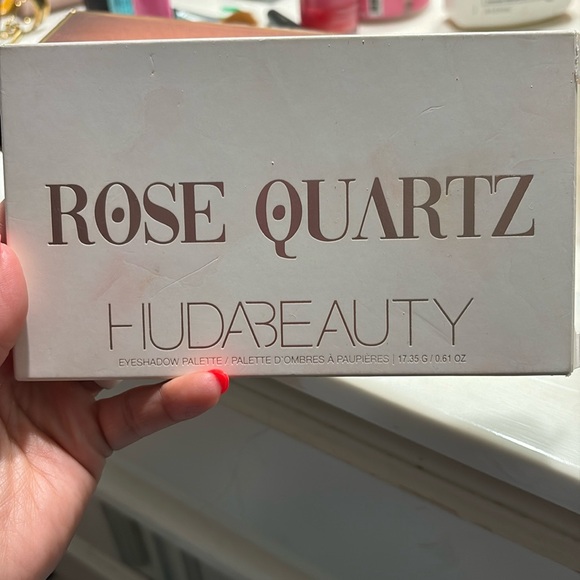 ROSE QUARTZ
HUDABEAUTY
EYESHADOW PALETTE / PALETTE D'OMBRES À PAUPIÈRES | 17.35 G / 0.61 OZ